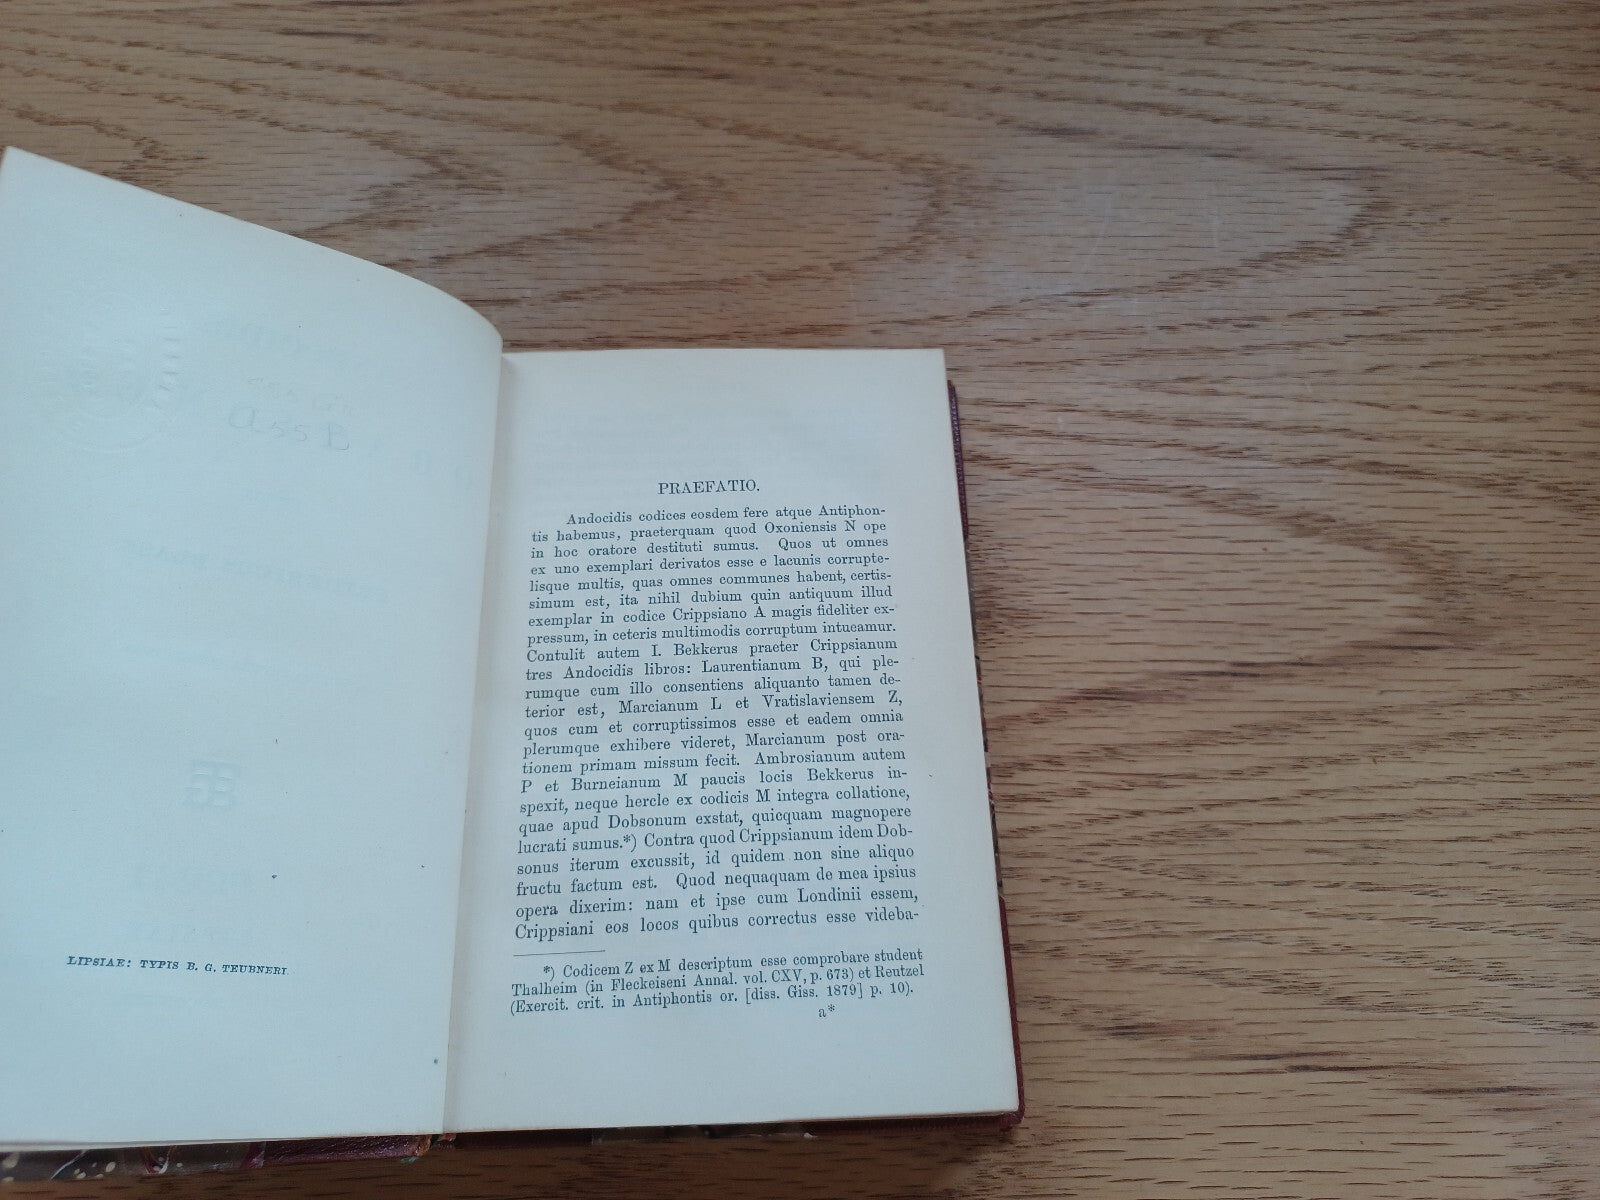 LIPSIAE: TYPIS B. G. TEUBNERI.
PRAEFATIO.
Andocidis codices eosdem fere atque Antiphon-
tis habemus, praeterquam quod Oxoniensis N ope
in hoc oratore destituti sumus. Quos ut omnes
ex uno exemplari derivatos esse e lacunis corrupte-
lisque multis, quas omnes communes habent, certis-
simum est, ita nihil dubium quin antiquum illud
exemplar in codice Crippsiano A magis fideliter ex-
pressum, in ceteris multimodis corruptum intueamur.
Contulit autem I. Bekkerus praeter Crippsianum
tres Andocidis libros: Laurentianum B, qui ple-
rumque cum illo consentiens aliquanto tamen de-
terior est, Marcianum L et Vratislaviensem Z,
quos cum et corruptissimos esse et eadem omnia
plerumque exhibere videret, Marcianum post ora-
tionem primam missum fecit. Ambrosianum autem
P et Burneianum M paucis locis Bekkerus in-
spexit, neque hercle ex codicis M integra collatione,
quae apud Dobsonum exstat, quicquam magnopere
lucrati sumus.*) Contra quod Crippsianum idem Dob-
sonus iterum excussit, id quidem non sine aliquo
fructu factum est. Quod nequaquam de mea ipsius
opera dixerim: nam et ipse cum Londinii essem,
Crippsiani eos locos quibus correctus esse videba-
*) Codicem Z ex M descriptum esse comprobare student
Thalheim (in Fleckeiseni Annal. vol. CXV, p. 673) et Reutzel
(Exercit. crit. in Antiphontis or. [diss. Giss. 1879] p. 10).
a*